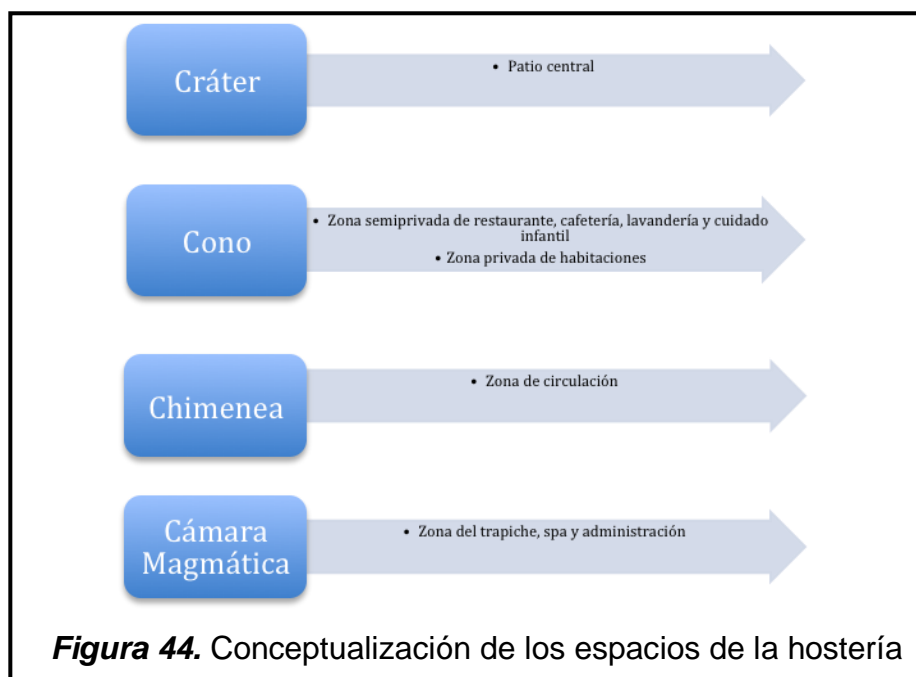 Cráter
• Patio central
Cono
• Zona semiprivada de restaurante, cafetería, lavandería y cuidado
infantil
• Zona privada de habitaciones
Chimenea
• Zona de circulación
Cámara
Magmática
• Zona del trapiche, spa y administración
Figura 44. Conceptualización de los espacios de la hostería